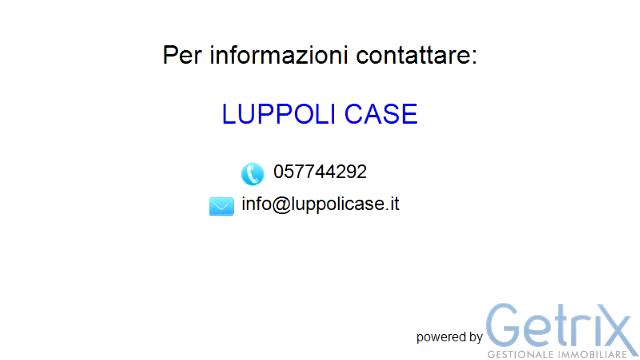 Per informazioni contattare:
LUPPOLI CASE
057744292
info@luppolicase.it
powered by Getrix
GESTIONALE IMMOBILIARE